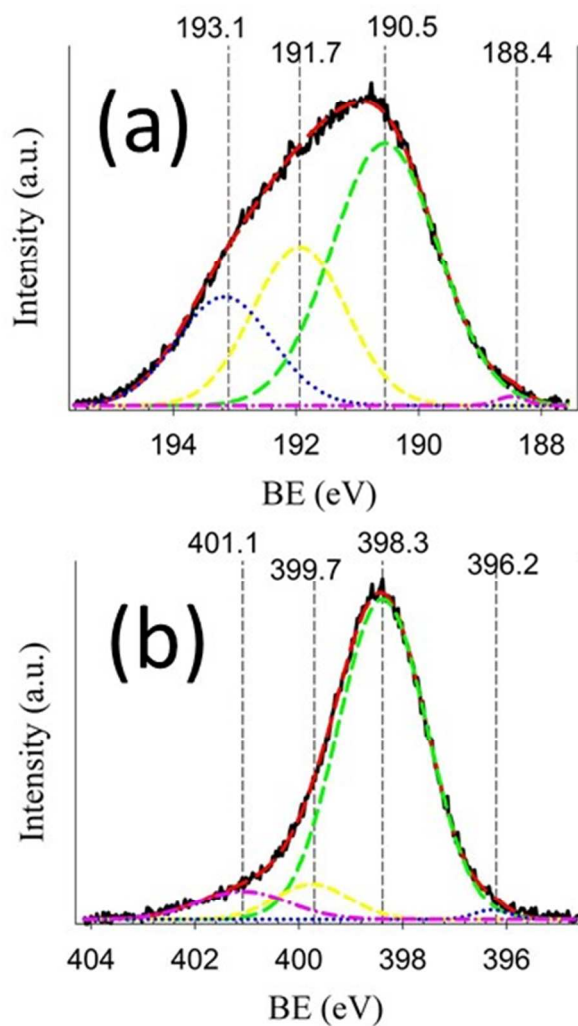 193.1 190.5
191.7 188.4
(a)
Intensity (a.u.)
194 192 190 188
BE (eV)
401.1 398.3
399.7 396.2
(b)
Intensity (a.u.)
404 402 400 398 396
BE (eV)